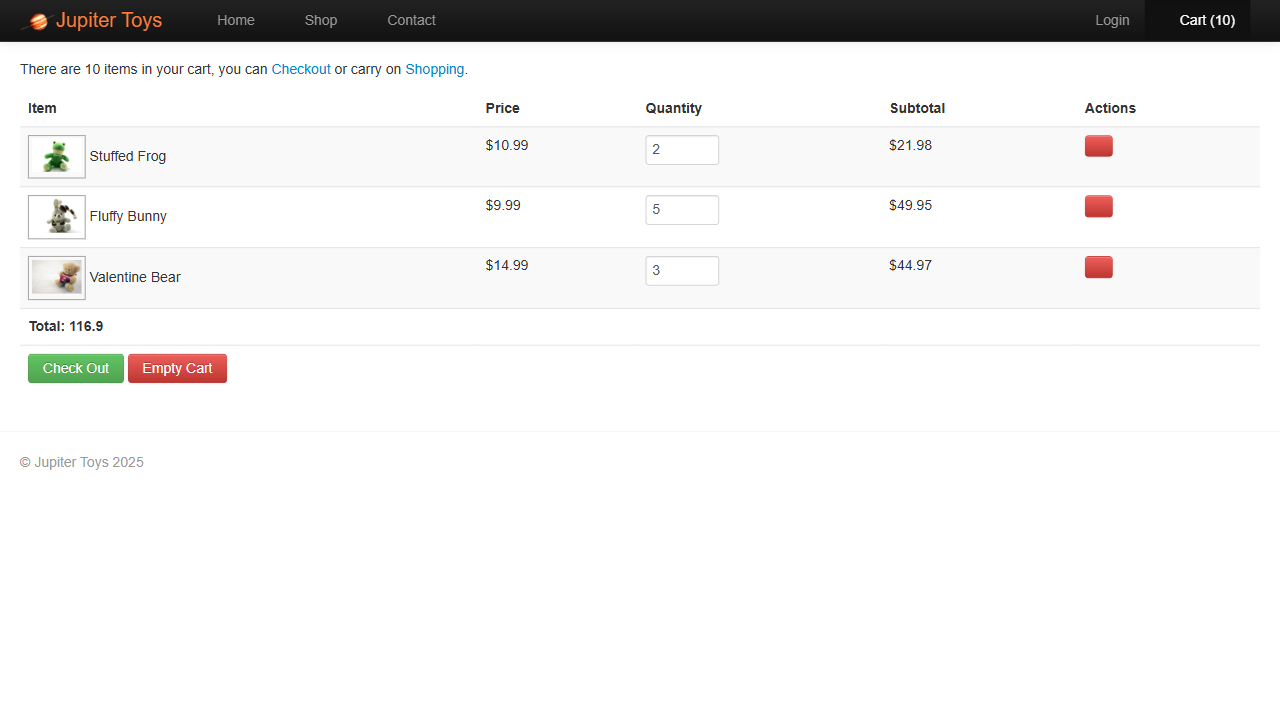 Jupiter Toys Home Shop Contact Login Cart (10)
There are 10 items in your cart, you can Checkout or carry on Shopping.
Item Price Quantity Subtotal Actions
Stuffed Frog $10.99 2 $21.98
Fluffy Bunny $9.99 5 $49.95
Valentine Bear $14.99 3 $44.97
Total: 116.9
Check Out Empty Cart
© Jupiter Toys 2025